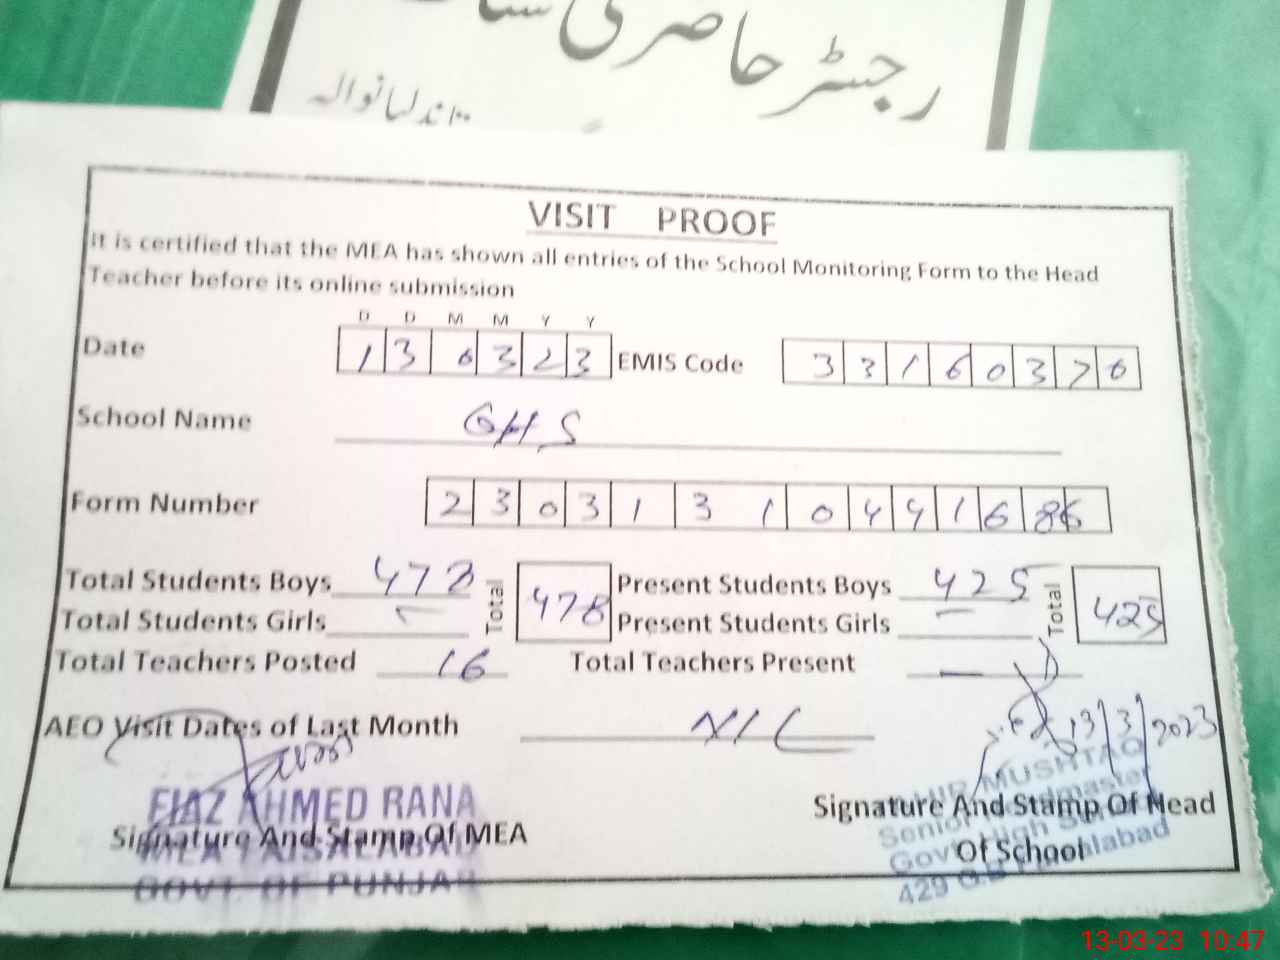 رجسٹر حاضری
VISIT PROOF
It is certified that the MEA has shown all entries of the School Monitoring Form to the Head
Teacher before its online submission
D D M M Y Y
Date 1 3 0 3 2 3 EMIS Code 3 3 1 6 0 3 7 6
School Name GHS
Form Number 2 3 0 3 1 3 1 0 4 4 1 6 8 6
Total Students Boys 478 Total 478 Present Students Boys 425 Total 425
Total Students Girls - Present Students Girls -
Total Teachers Posted 16 Total Teachers Present -
AEO Visit Dates of Last Month NIL
13/3/2023
EJAZ AHMED RANA
MEA FAISALABAD
GOVT. OF PUNJAB
Signature And Stamp Of MEA
MUSHTAQ
Senior Headmaster
Govt. High
429
Signature And Stamp Of Head
Of School
13-03-23 10:47